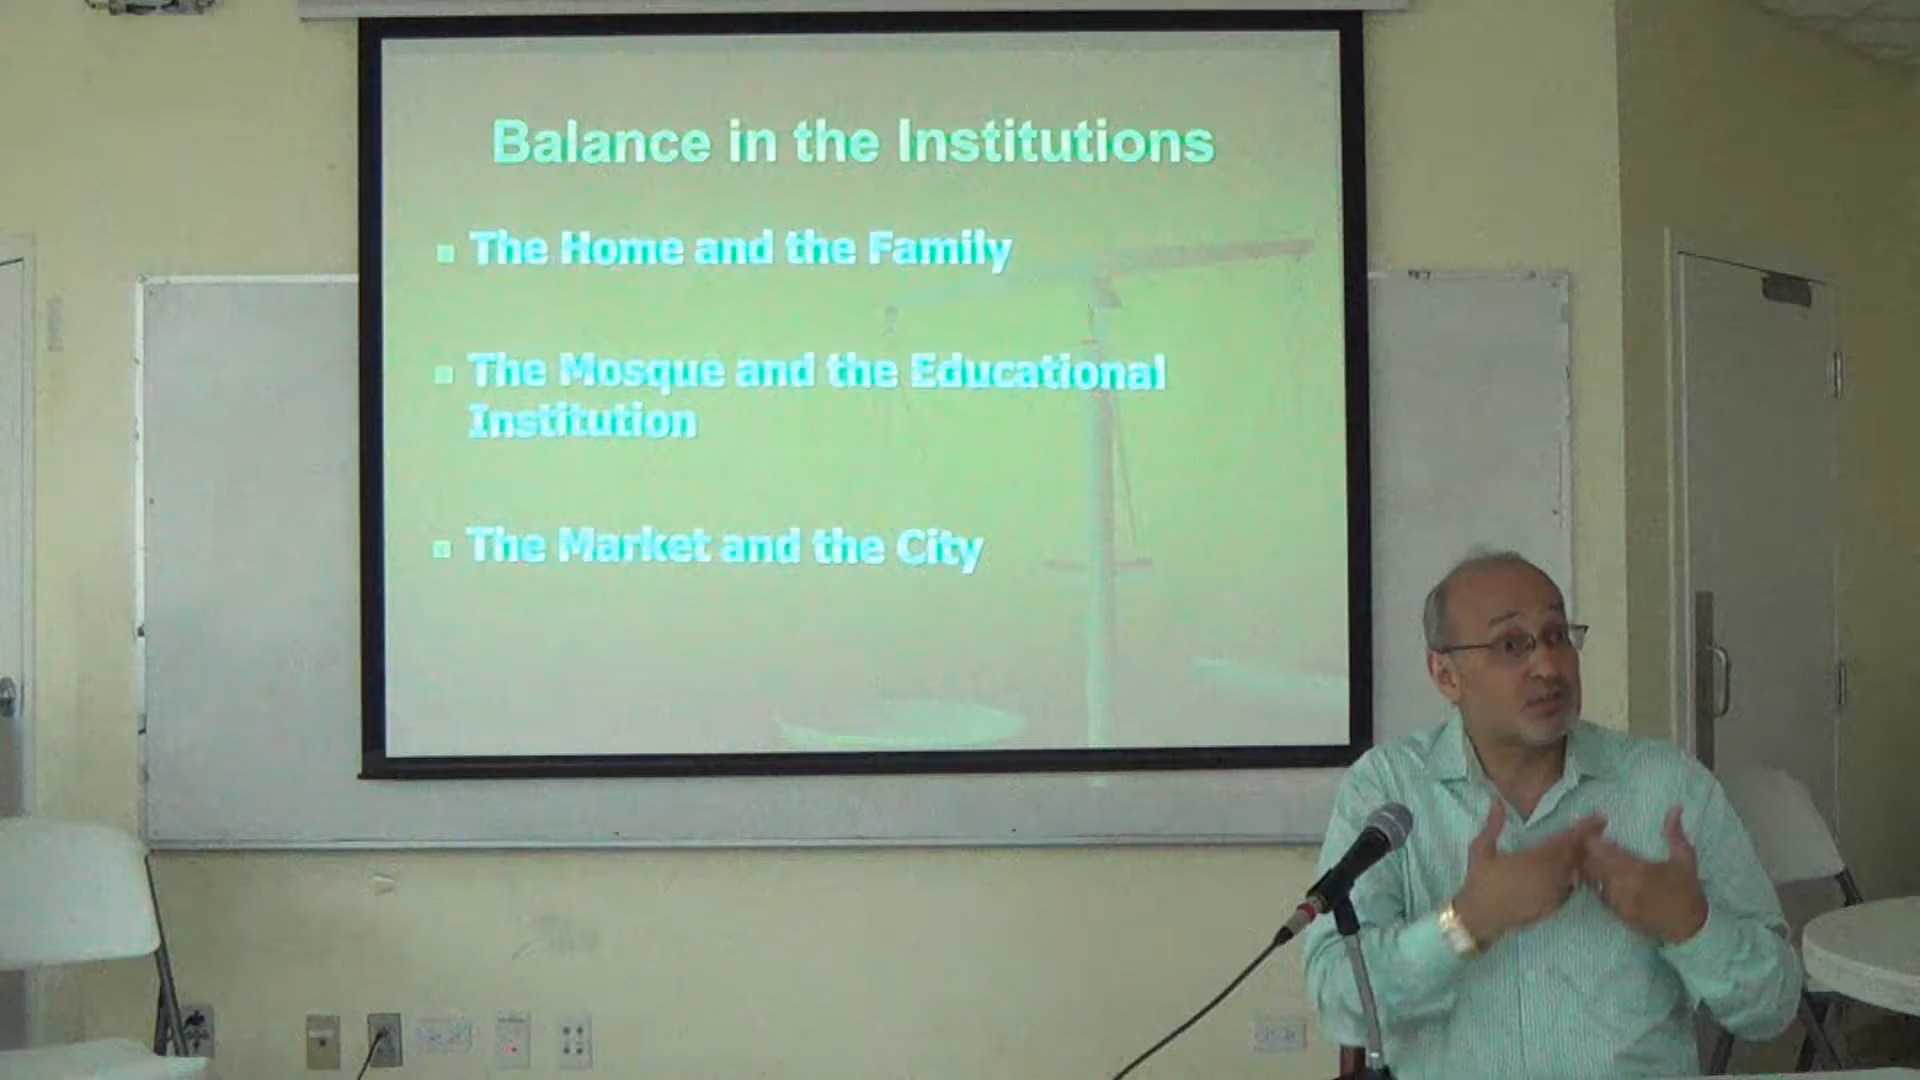 Balance in the Institutions
The Home and the Family
The Mosque and the Educational
Institution
The Market and the City